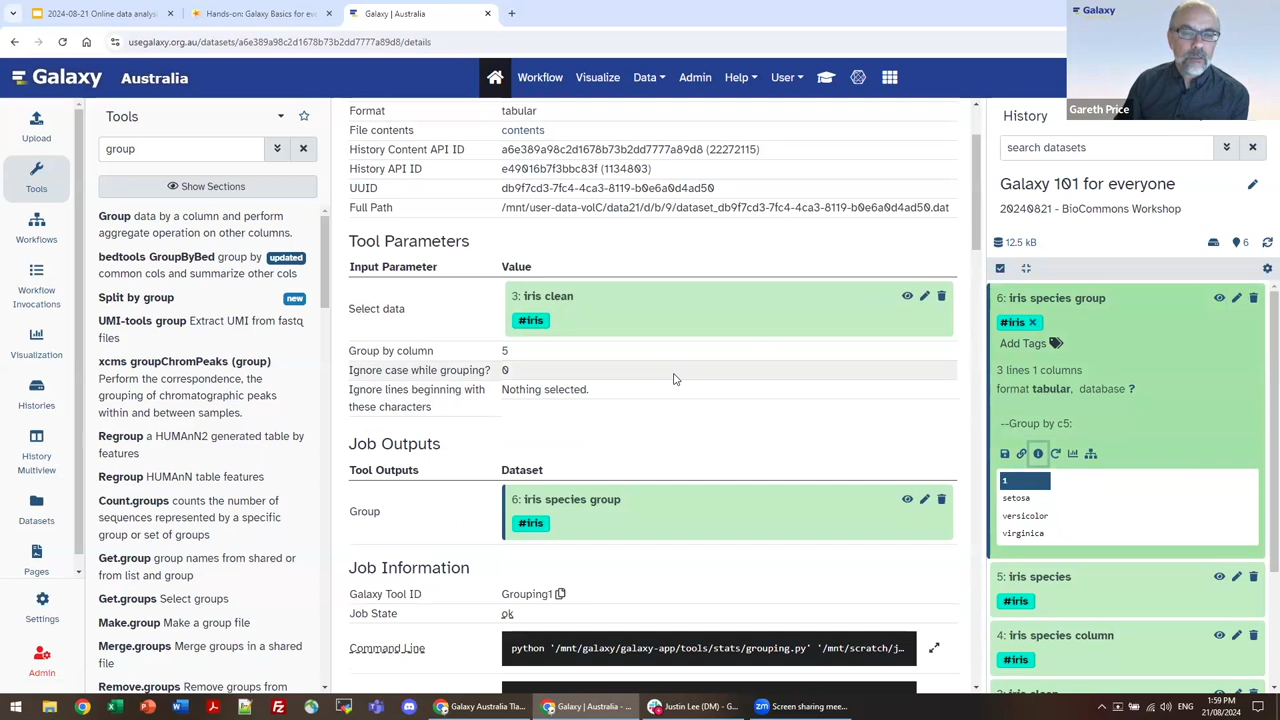 2024-08-21 Online data analysi
Hands-on: Galaxy Basics for ev
Galaxy | Australia
usegalaxy.org.au/datasets/a6e389a98c2d1678b73b2dd7777a89d8/details
Galaxy
Gareth Price
Galaxy Australia
Workflow
Visualize
Data
Admin
Help
User
Upload
Tools
Workflows
Workflow
Invocations
Visualization
Histories
History
Multiview
Datasets
Pages
Settings
Admin
Tools
group
Show Sections
Group data by a column and perform
aggregate operation on other columns.
bedtools GroupByBed group by updated
common cols and summarize other cols
Split by group new
UMI-tools group Extract UMI from fastq
files
xcms groupChromPeaks (group)
Perform the correspondence, the
grouping of chromatographic peaks
within and between samples.
Regroup a HUMAnN2 generated table by
features
Regroup HUMAnN table features
Count.groups counts the number of
sequences represented by a specific
group or set of groups
Get.group group names from shared or
from list and group
Get.groups Select groups
Make.group Make a group file
Merge.groups Merge groups in a shared
file
Remove.groups Remove groups from
Format tabular
File contents contents
History Content API ID a6e389a98c2d1678b73b2dd7777a89d8 (22272115)
History API ID e49016b7f3bbc83f (1134803)
UUID db9f7cd3-7fc4-4ca3-8119-b0e6a0d4ad50
Full Path /mnt/user-data-volC/data21/d/b/9/dataset_db9f7cd3-7fc4-4ca3-8119-b0e6a0d4ad50.dat
Tool Parameters
Input Parameter Value
Select data
3: iris clean
#iris
Group by column 5
Ignore case while grouping? 0
Ignore lines beginning with Nothing selected.
these characters
Job Outputs
Tool Outputs Dataset
Group
6: iris species group
#iris
Job Information
Galaxy Tool ID Grouping1
Job State ok
Command Line python '/mnt/galaxy/galaxy-app/tools/stats/grouping.py' '/mnt/scratch/j…
History
search datasets
Galaxy 101 for everyone
20240821 - BioCommons Workshop
12.5 kB
6
6: iris species group
#iris ×
Add Tags
3 lines 1 columns
format tabular, database ?
--Group by c5:
1
setosa
versicolor
virginica
5: iris species
#iris
4: iris species column
#iris
Galaxy Australia Tla…
Galaxy | Australia - …
Justin Lee (DM) - G…
Screen sharing mee…
ENG
1:59 PM
21/08/2024